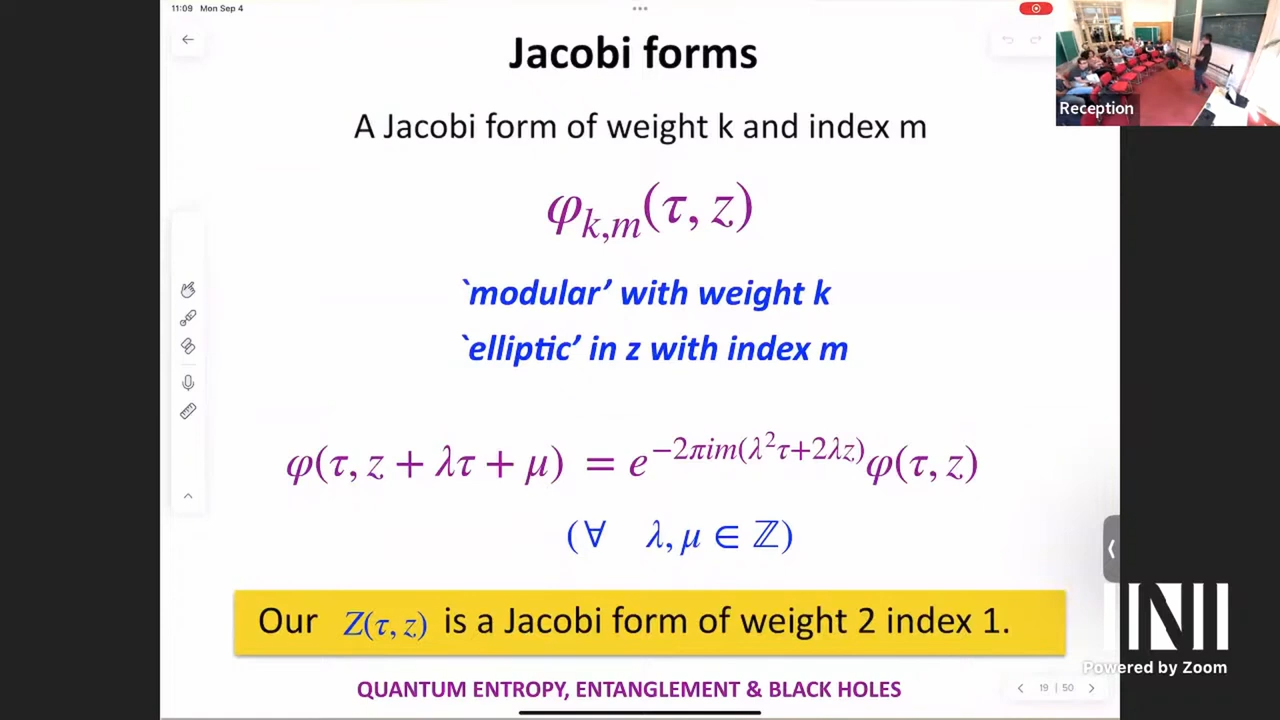 11:09 Mon Sep 4
Jacobi forms
Reception
A Jacobi form of weight k and index m
φ_{k,m}(τ, z)
`modular’ with weight k
`elliptic’ in z with index m
φ(τ, z + λτ + μ) = e^{−2πim(λ²τ+2λz)}φ(τ, z)
(∀ λ, μ ∈ ℤ)
Our Z(τ, z) is a Jacobi form of weight 2 index 1.
Powered by Zoom
QUANTUM ENTROPY, ENTANGLEMENT & BLACK HOLES
19 | 50